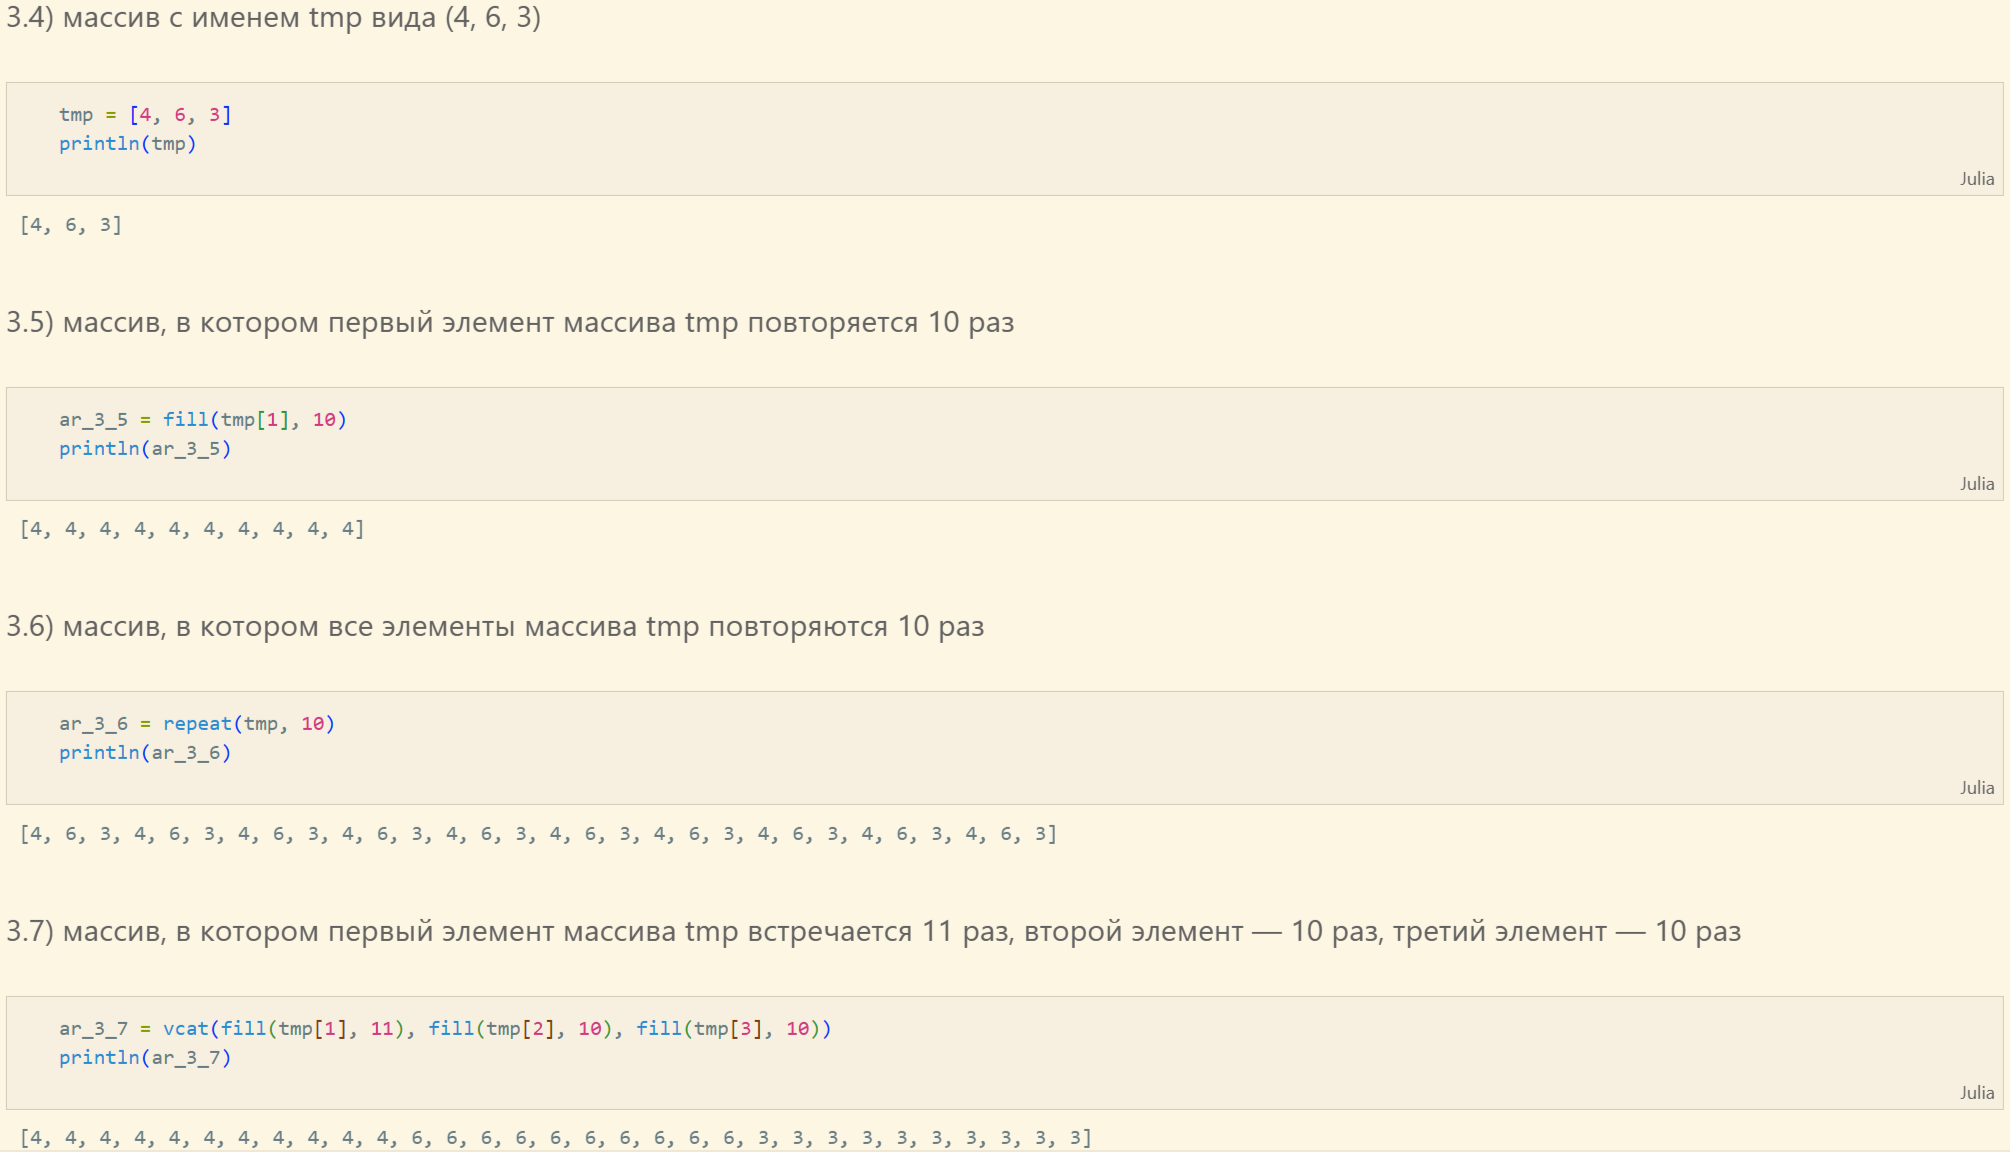 3.4) массив с именем tmp вида (4, 6, 3)
tmp = [4, 6, 3]
println(tmp)
Julia
[4, 6, 3]
3.5) массив, в котором первый элемент массива tmp повторяется 10 раз
ar_3_5 = fill(tmp[1], 10)
println(ar_3_5)
Julia
[4, 4, 4, 4, 4, 4, 4, 4, 4, 4]
3.6) массив, в котором все элементы массива tmp повторяются 10 раз
ar_3_6 = repeat(tmp, 10)
println(ar_3_6)
Julia
[4, 6, 3, 4, 6, 3, 4, 6, 3, 4, 6, 3, 4, 6, 3, 4, 6, 3, 4, 6, 3, 4, 6, 3, 4, 6, 3, 4, 6, 3]
3.7) массив, в котором первый элемент массива tmp встречается 11 раз, второй элемент — 10 раз, третий элемент — 10 раз
ar_3_7 = vcat(fill(tmp[1], 11), fill(tmp[2], 10), fill(tmp[3], 10))
println(ar_3_7)
Julia
[4, 4, 4, 4, 4, 4, 4, 4, 4, 4, 4, 6, 6, 6, 6, 6, 6, 6, 6, 6, 6, 3, 3, 3, 3, 3, 3, 3, 3, 3, 3]